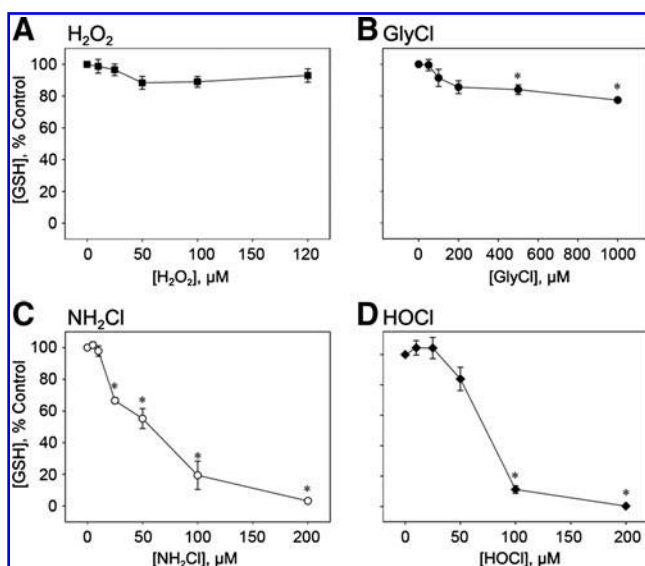 A H₂O₂
100
80
60
40
20
0
[GSH], % Control
0 50 100 150 120
[H₂O₂], µM
B GlyCl
* *
0 200 400 600 800 1000
[GlyCl], µM
C NH₂Cl
100
80
60
40
20
0
[GSH], % Control
* * * *
0 50 100 150 200
[NH₂Cl], µM
D HOCl
* *
0 50 100 150 200
[HOCl], µM